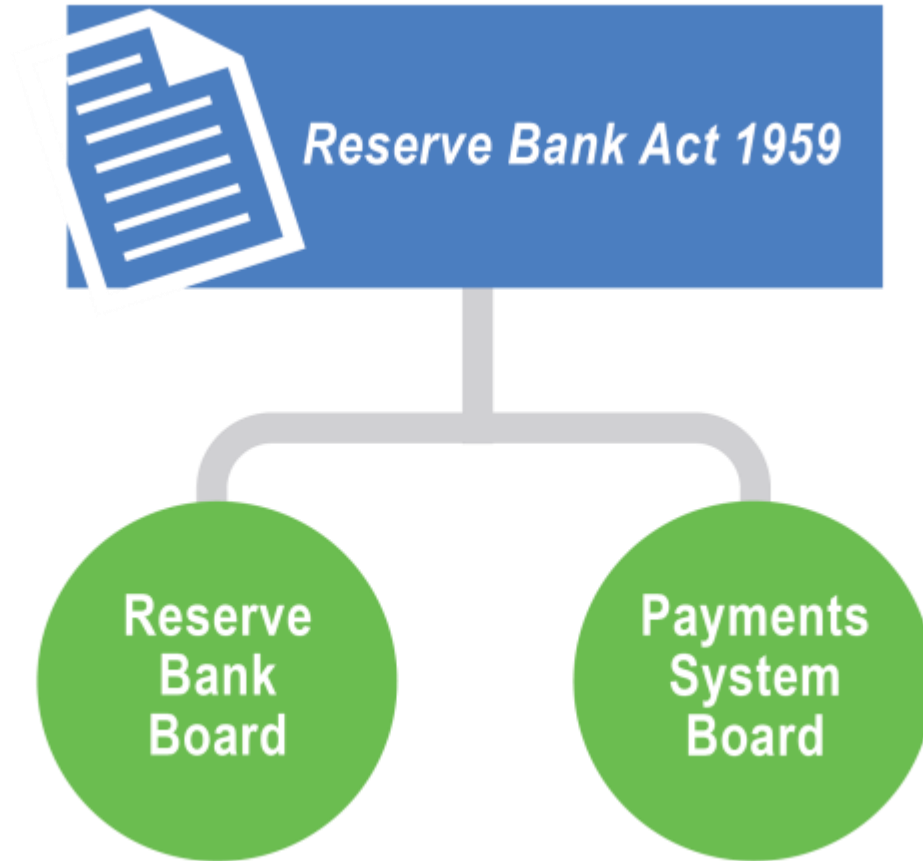 Reserve Bank Act 1959
Reserve
Bank
Board
Payments
System
Board